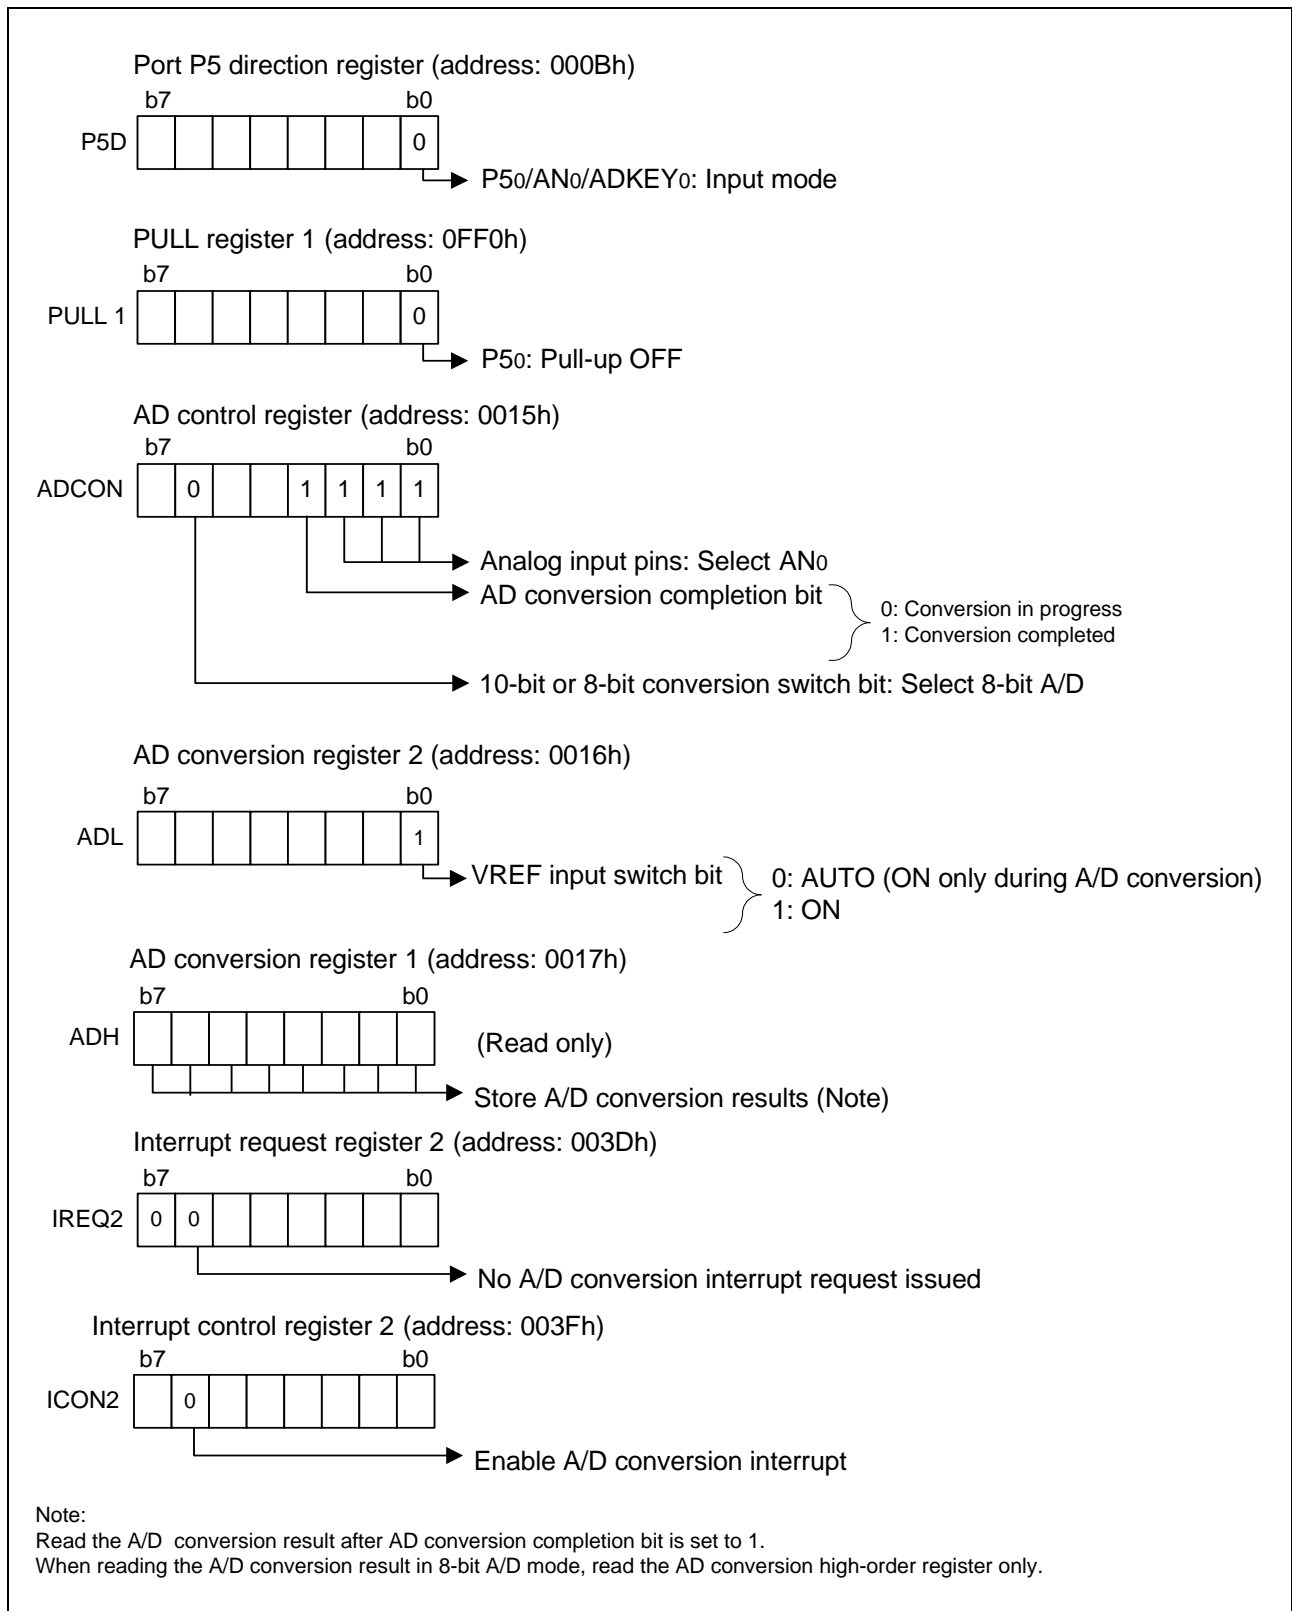 Port P5 direction register (address: 000Bh)
b7 b0
P5D 0
P50/AN0/ADKEY0: Input mode
PULL register 1 (address: 0FF0h)
b7 b0
PULL 1 0
P50: Pull-up OFF
AD control register (address: 0015h)
b7 b0
ADCON 0 1 1 1 1
Analog input pins: Select AN0
AD conversion completion bit
0: Conversion in progress
1: Conversion completed
10-bit or 8-bit conversion switch bit: Select 8-bit A/D
AD conversion register 2 (address: 0016h)
b7 b0
ADL 1
VREF input switch bit
0: AUTO (ON only during A/D conversion)
1: ON
AD conversion register 1 (address: 0017h)
b7 b0
ADH (Read only)
Store A/D conversion results (Note)
Interrupt request register 2 (address: 003Dh)
b7 b0
IREQ2 0 0
No A/D conversion interrupt request issued
Interrupt control register 2 (address: 003Fh)
b7 b0
ICON2 0
Enable A/D conversion interrupt
Note:
Read the A/D conversion result after AD conversion completion bit is set to 1.
When reading the A/D conversion result in 8-bit A/D mode, read the AD conversion high-order register only.